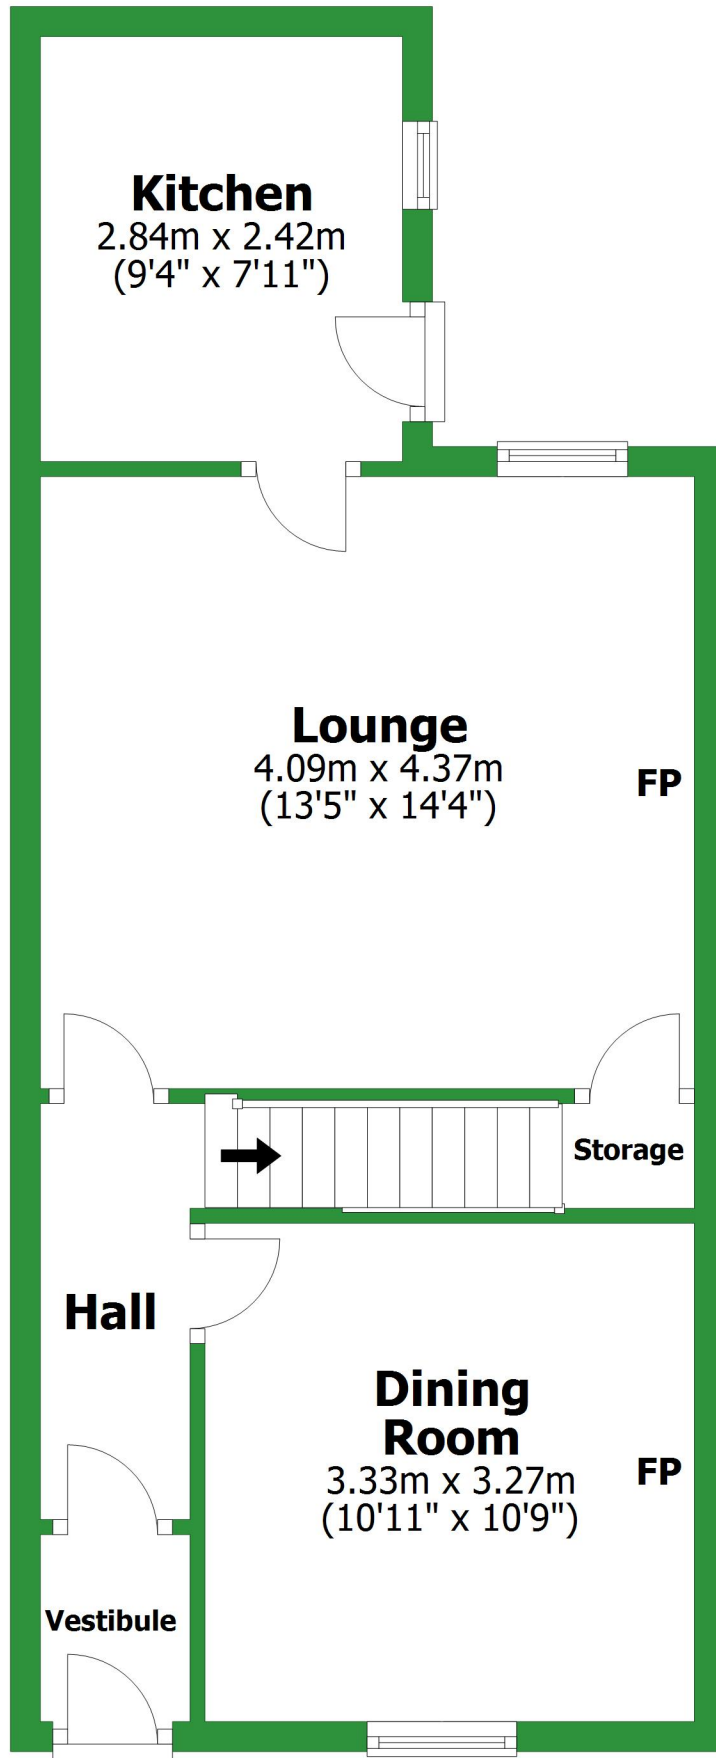 Kitchen
2.84m x 2.42m
(9'4" x 7'11")
Lounge
4.09m x 4.37m
(13'5" x 14'4")
FP
Storage
Hall
Dining
Room
3.33m x 3.27m
(10'11" x 10'9")
FP
Vestibule